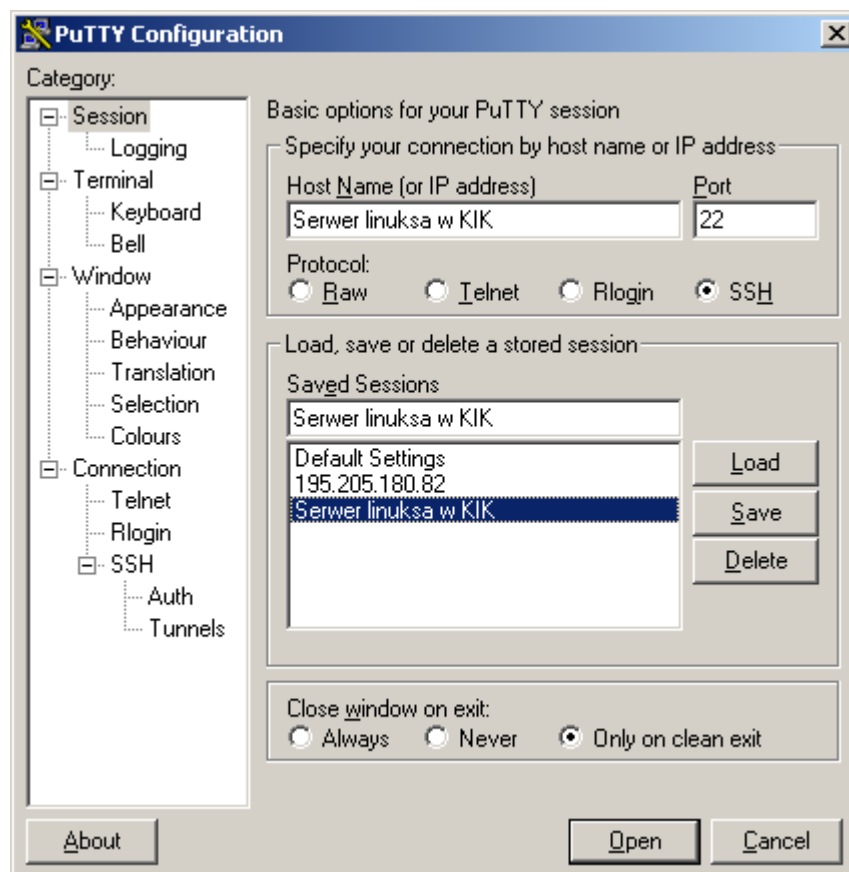 PuTTY Configuration
Category:
Session
Logging
Terminal
Keyboard
Bell
Window
Appearance
Behaviour
Translation
Selection
Colours
Connection
Telnet
Rlogin
SSH
Auth
Tunnels
Basic options for your PuTTY session
Specify your connection by host name or IP address
Host Name (or IP address) Port
Serwer linuksa w KIK 22
Protocol:
Raw Telnet Rlogin SSH
Load, save or delete a stored session
Saved Sessions
Serwer linuksa w KIK
Default Settings
195.205.180.82
Serwer linuksa w KIK
Load
Save
Delete
Close window on exit:
Always Never Only on clean exit
About Open Cancel